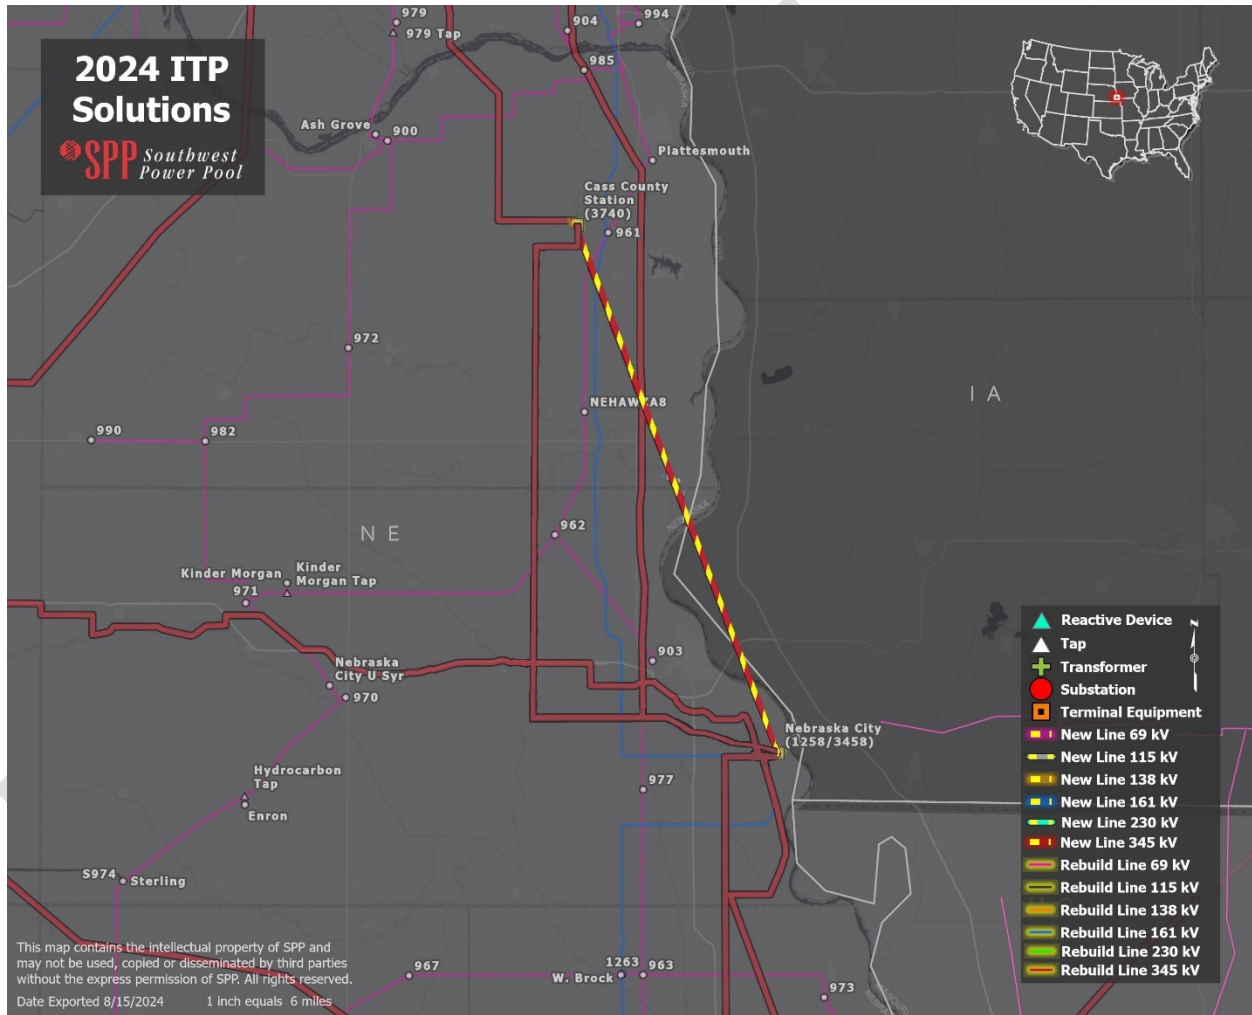 2024 ITP
Solutions
SPP Southwest
Power Pool
979
979 Tap
904
994
985
Ash Grove
900
Plattesmouth
Cass County
Station
(3740)
961
IOWA
972
NEHAWKA8
990
982
I A
NEBRASKA
NEBRASKA
N E
962
Kinder Morgan
Kinder
Morgan Tap
971
903
Nebraska
City U Syr
970
Nebraska City
(1258/3458)
Hydrocarbon
Tap
Enron
977
S974
Sterling
967
1263
W. Brock
963
973
Reactive Device
Tap
Transformer
Substation
Terminal Equipment
New Line 69 kV
New Line 115 kV
New Line 138 kV
New Line 161 kV
New Line 230 kV
New Line 345 kV
Rebuild Line 69 kV
Rebuild Line 115 kV
Rebuild Line 138 kV
Rebuild Line 161 kV
Rebuild Line 230 kV
Rebuild Line 345 kV
N
This map contains the intellectual property of SPP and
may not be used, copied or disseminated by third parties
without the express permission of SPP. All rights reserved.
Date Exported 8/15/2024 1 inch equals 6 miles